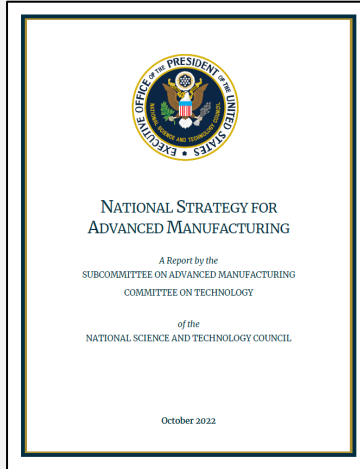 EXECUTIVE OFFICE OF THE PRESIDENT OF THE UNITED STATES
NATIONAL SCIENCE AND TECHNOLOGY COUNCIL
NATIONAL STRATEGY FOR
ADVANCED MANUFACTURING
A Report by the
SUBCOMMITTEE ON ADVANCED MANUFACTURING
COMMITTEE ON TECHNOLOGY
of the
NATIONAL SCIENCE AND TECHNOLOGY COUNCIL
October 2022